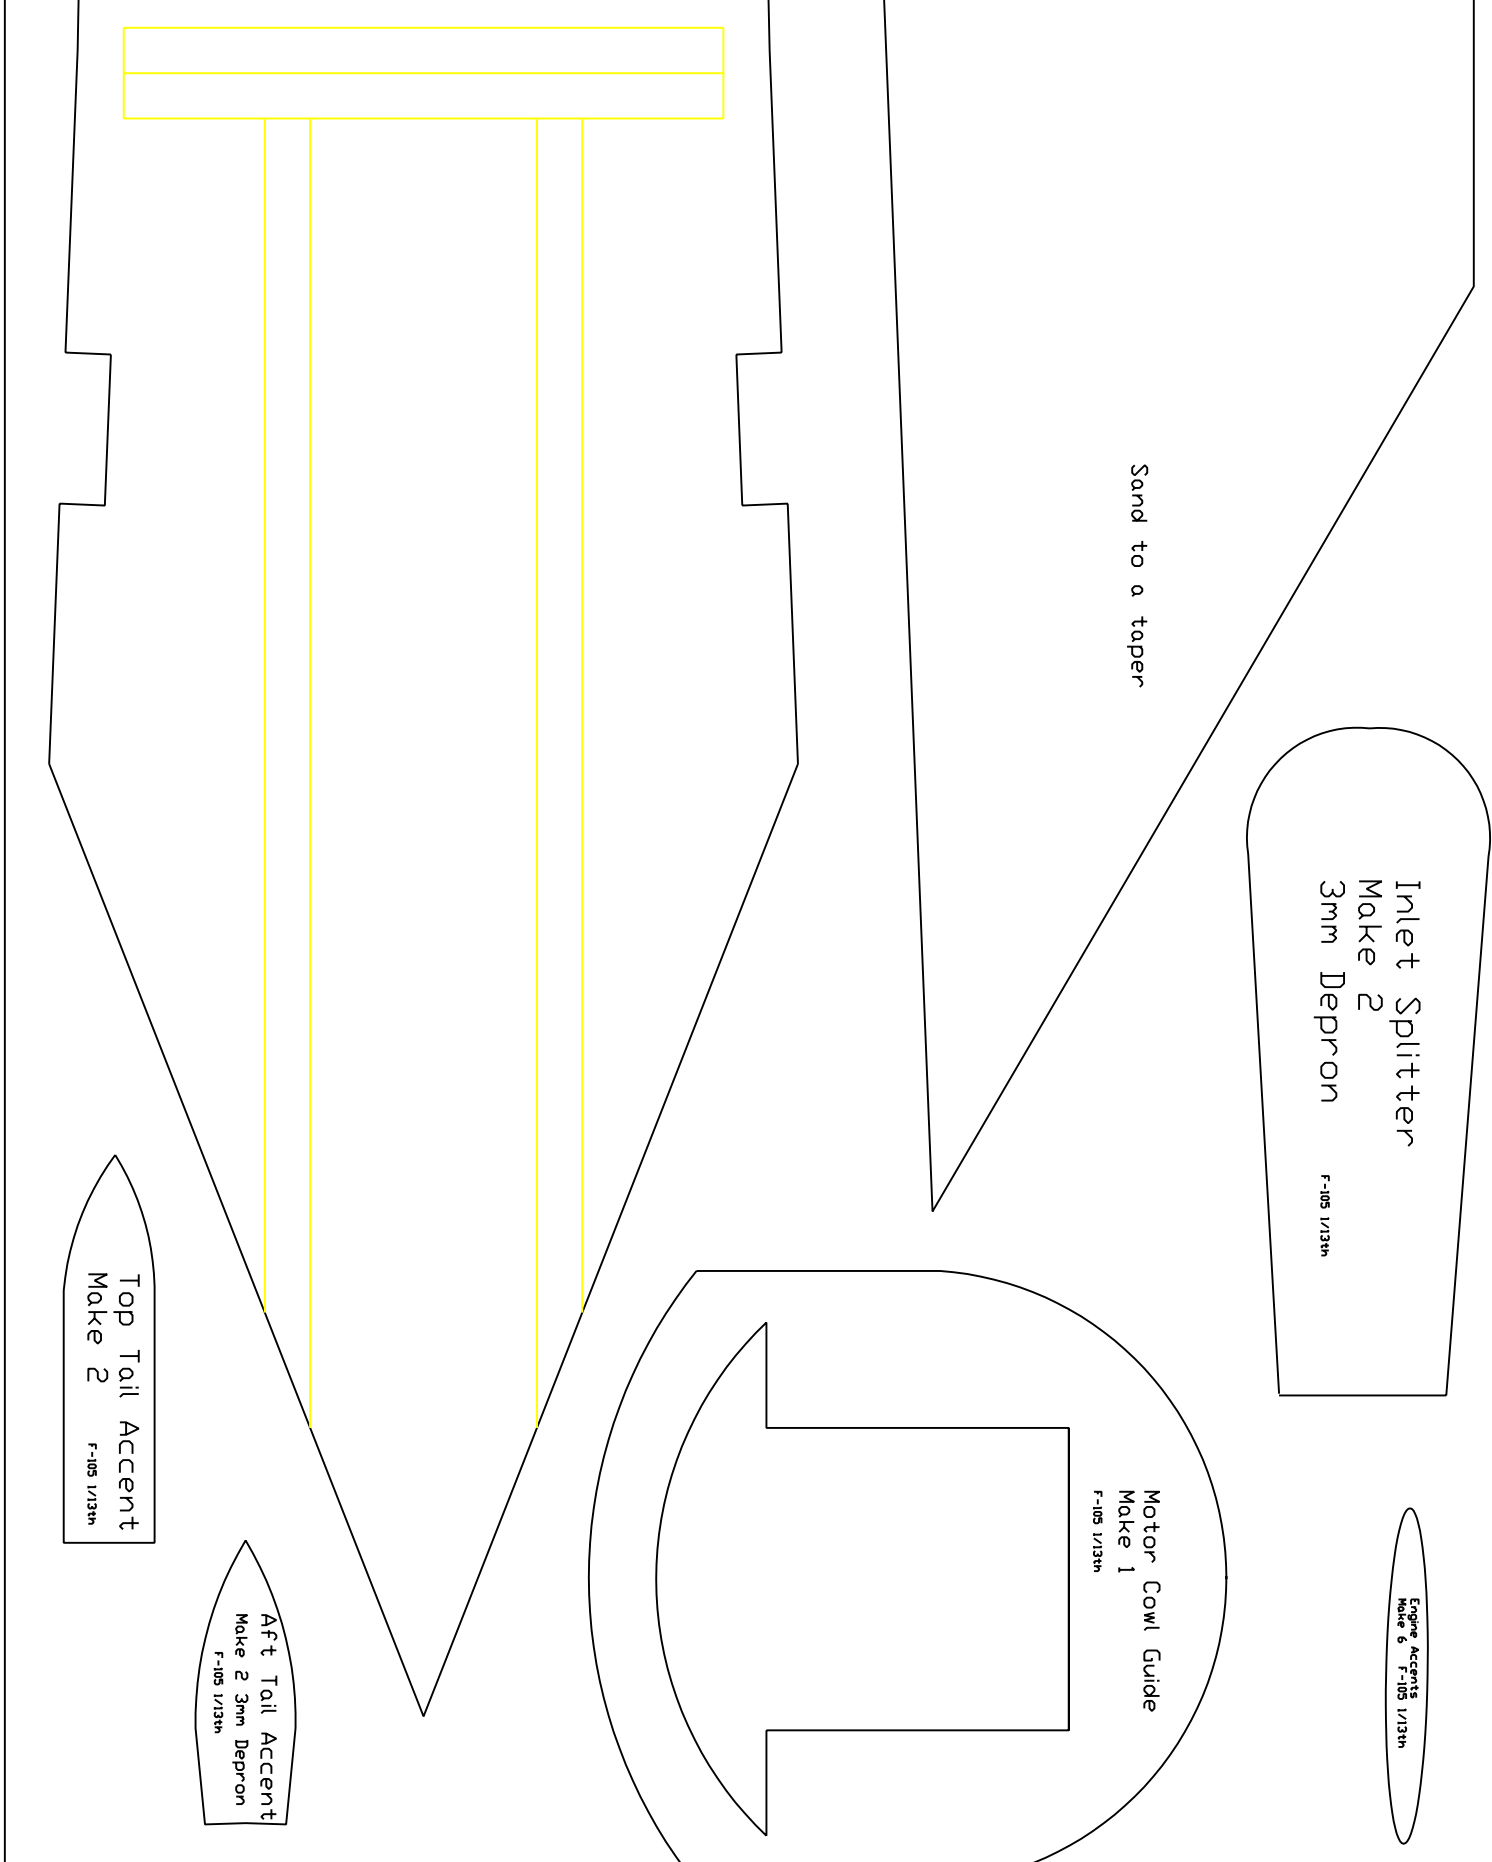 Sand to a taper
Inlet Splitter
Make 2
3mm Depron
F-105 1/13th
Top Tail Accent
Make 2
F-105 1/13th
Motor Cowl Guide
Make 1
F-105 1/13th
Aft Tail Accent
Make 2 3mm Depron
F-105 1/13th
Engine Accents
Make 6 F-105 1/13th